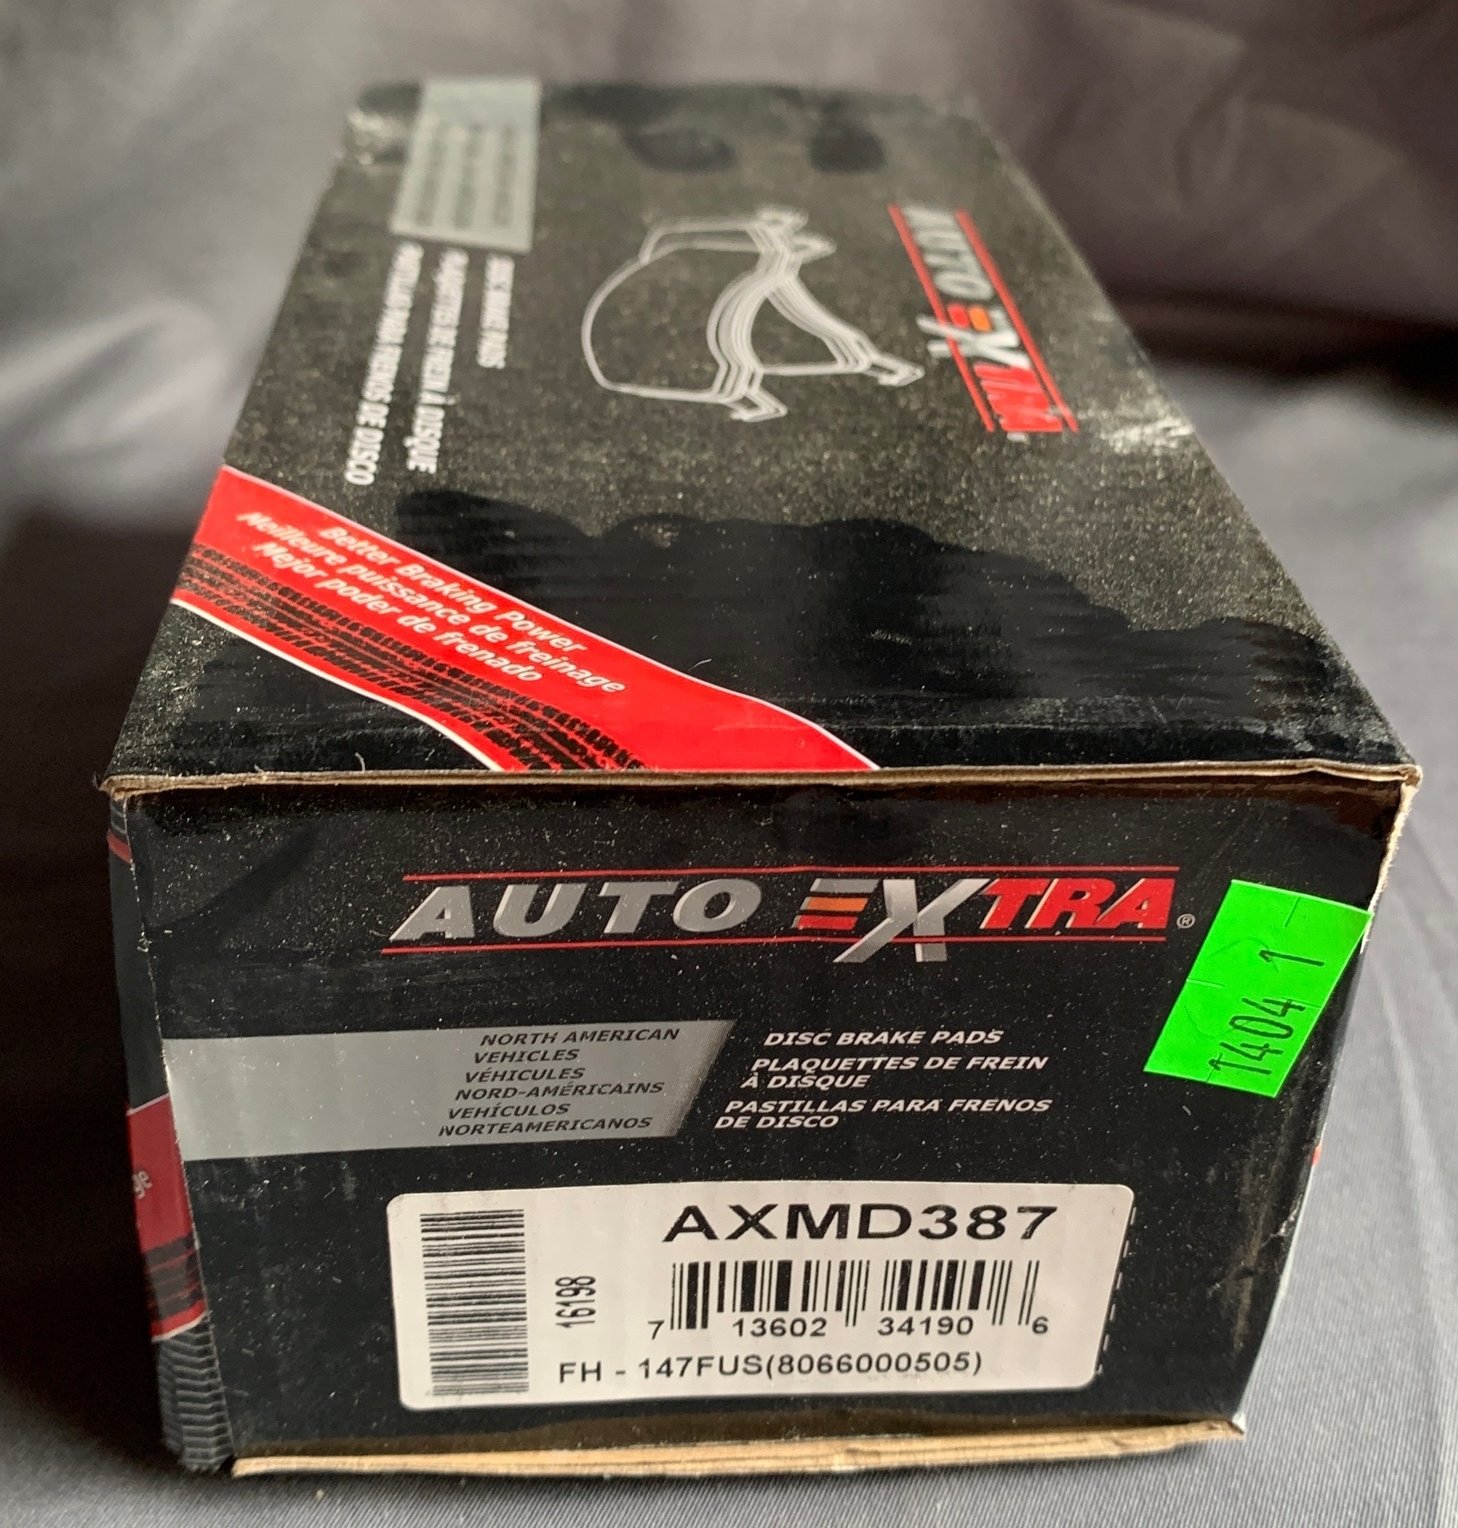 AUTO EXTRA
DISC BRAKE PADS
PLAQUETTES DE FREIN À DISQUE
PASTILLAS PARA FRENOS DE DISCO
Better Braking Power
Meilleure puissance de freinage
Mejor poder de frenado
AUTO EXTRA®
NORTH AMERICAN
VEHICLES
VÉHICULES
NORD-AMÉRICAINS
VEHÍCULOS
NORTEAMERICANOS
DISC BRAKE PADS
PLAQUETTES DE FREIN
À DISQUE
PASTILLAS PARA FRENOS
DE DISCO
1404 1
AXMD387
16198
7 13602 34190 6
FH - 147FUS(8066000505)